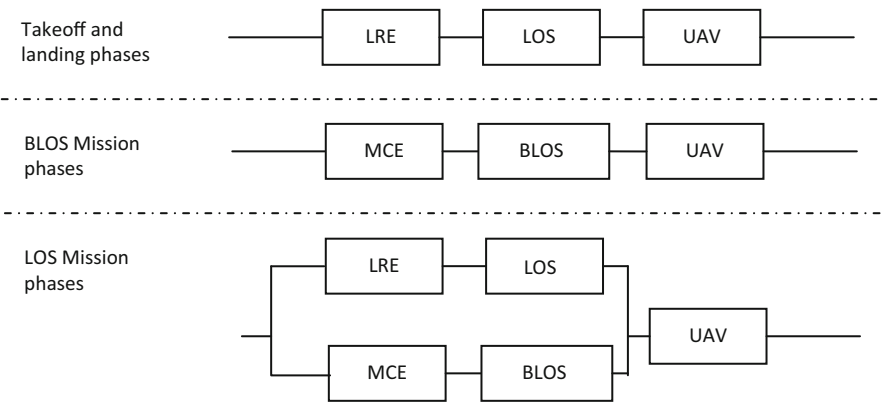 Takeoff and
landing phases
LRE
LOS
UAV
BLOS Mission
phases
MCE
BLOS
UAV
LOS Mission
phases
LRE
LOS
UAV
MCE
BLOS